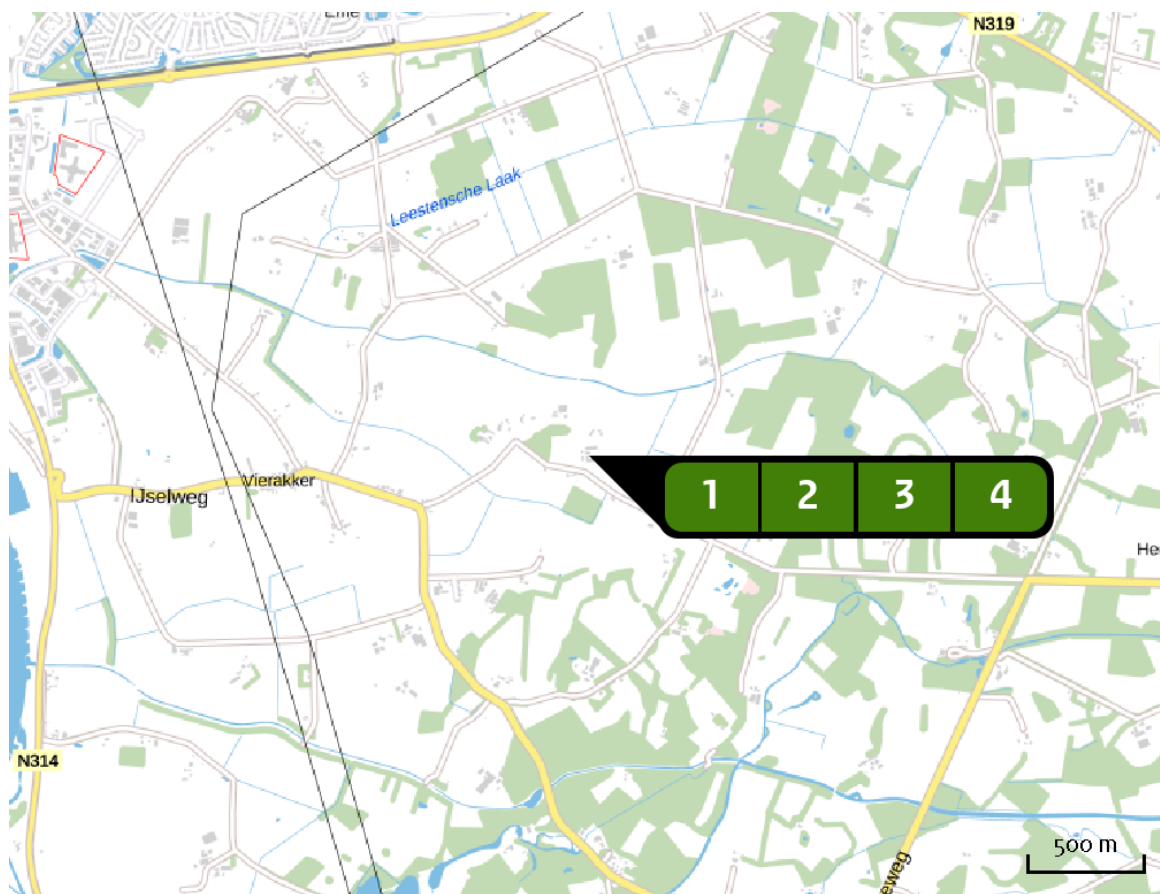 N319
Leestensche Laak
1 2 3 4
Vierakker
IJselweg
N314
500 m